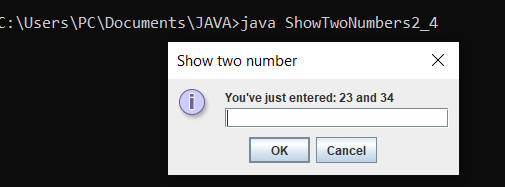 C:\Users\PC\Documents\JAVA>java ShowTwoNumbers2_4
Show two number
You've just entered: 23 and 34
OK
Cancel